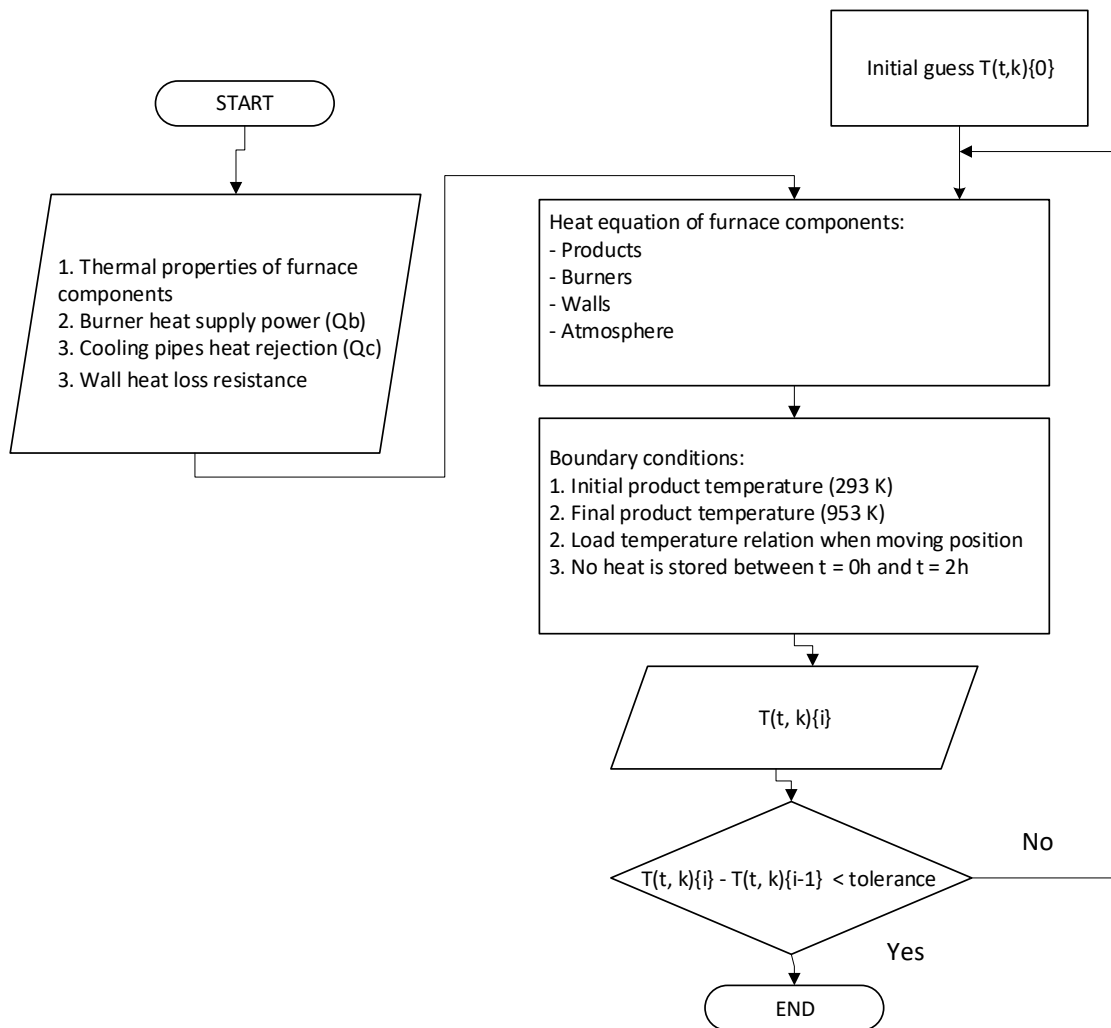 Initial guess T(t,k){0}
START
1. Thermal properties of furnace
components
2. Burner heat supply power (Qb)
3. Cooling pipes heat rejection (Qc)
3. Wall heat loss resistance
Heat equation of furnace components:
- Products
- Burners
- Walls
- Atmosphere
Boundary conditions:
1. Initial product temperature (293 K)
2. Final product temperature (953 K)
2. Load temperature relation when moving position
3. No heat is stored between t = 0h and t = 2h
T(t, k){i}
No
T(t, k){i} - T(t, k){i-1}  < tolerance
Yes
END